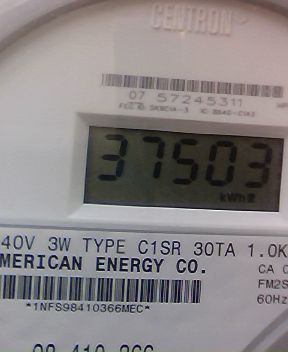 CENTRON
07 57245311
37503
kWh
40V 3W TYPE C1SR 30TA 1.0K
MERICAN ENERGY CO.
CA
FM2S
60Hz
*1NFS98410366MEC*